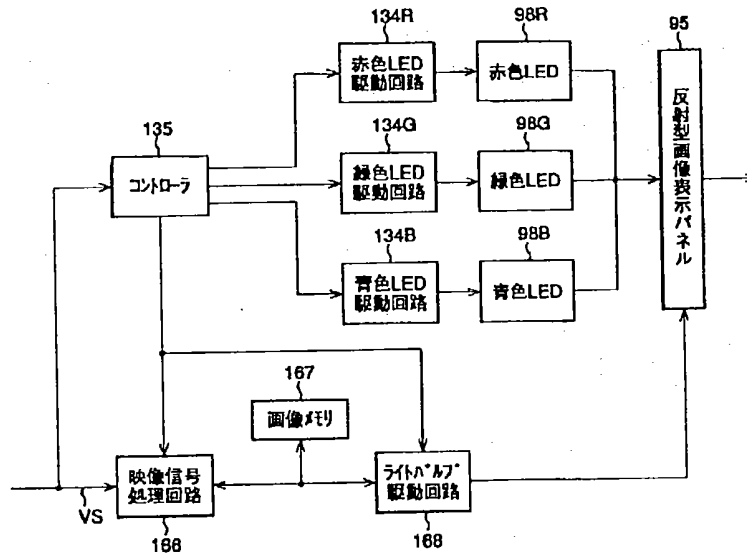 134R
98R
95
赤色LED
駆動回路
赤色LED
反射型画像表示パネル
135
134G
98G
コントローラ
緑色LED
駆動回路
緑色LED
134B
98B
青色LED
駆動回路
青色LED
167
画像メモリ
映像信号
処理回路
ライトバルブ
駆動回路
VS
166
168